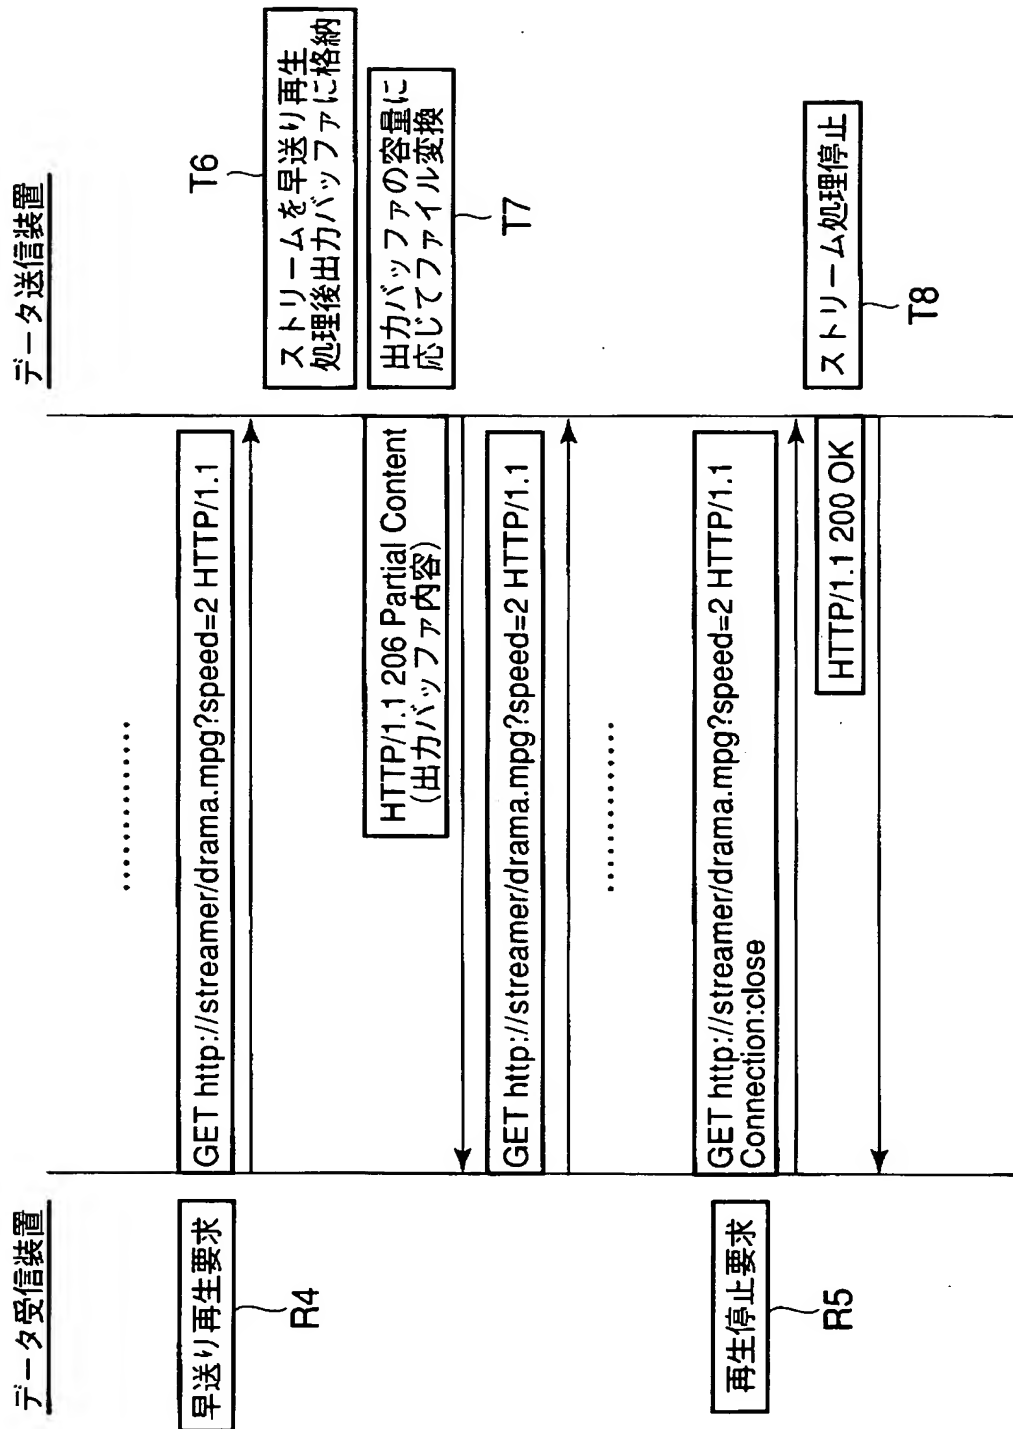 データ受信装置
データ送信装置
............
早送り再生要求
R4
GET http://streamer/drama.mpg?speed=2 HTTP/1.1
T6
ストリームを早送り再生
処理後出力バッファに格納
出力バッファの容量に
応じてファイル変換
T7
HTTP/1.1 206 Partial Content
（出力バッファ内容）
GET http://streamer/drama.mpg?speed=2 HTTP/1.1
............
再生停止要求
R5
GET http://streamer/drama.mpg?speed=2 HTTP/1.1
Connection:close
ストリーム処理停止
T8
HTTP/1.1 200 OK